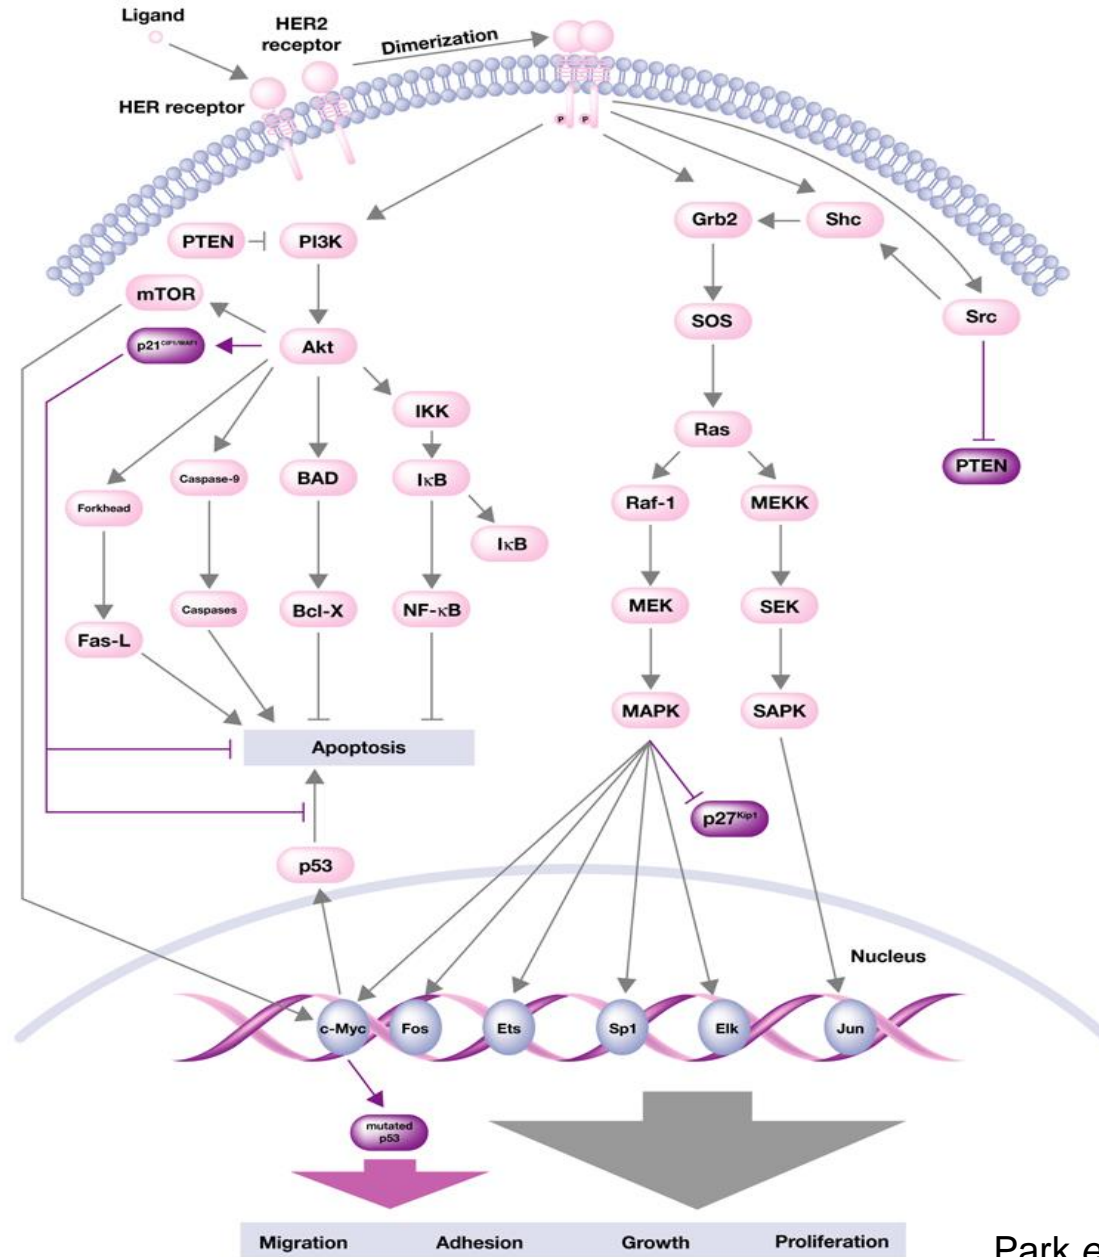 Ligand
HER2
receptor
Dimerization
HER receptor
P P
PTEN
PI3K
Grb2
Shc
mTOR
SOS
Src
p21CIP1/WAF1
Akt
IKK
Ras
Caspase-9
BAD
IκB
PTEN
Forkhead
Raf-1
MEKK
IκB
Caspases
Bcl-X
NF-κB
MEK
SEK
Fas-L
MAPK
SAPK
Apoptosis
p27Kip1
p53
Nucleus
c-Myc
Fos
Ets
Sp1
Elk
Jun
mutated
p53
Migration Adhesion Growth Proliferation
Park e